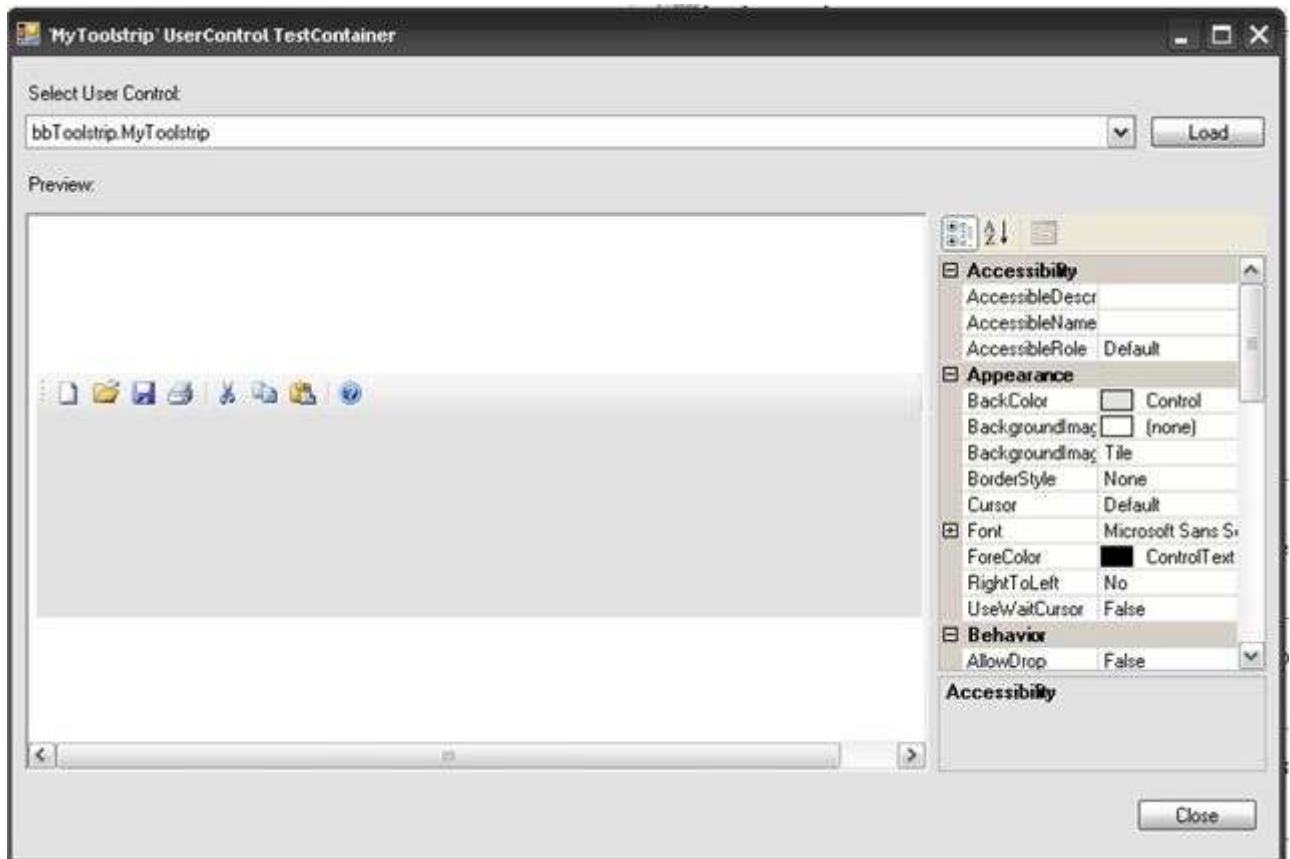 'MyToolstrip' UserControl TestContainer
Select User Control:
bbToolstrip.MyToolstrip
Load
Preview:
Accessibility
AccessibleDescr
AccessibleName
AccessibleRole Default
Appearance
BackColor Control
BackgroundImag (none)
BackgroundImag Tile
BorderStyle None
Cursor Default
Font Microsoft Sans Se
ForeColor ControlText
RightToLeft No
UseWaitCursor False
Behavior
AllowDrop False
Accessibility
Close